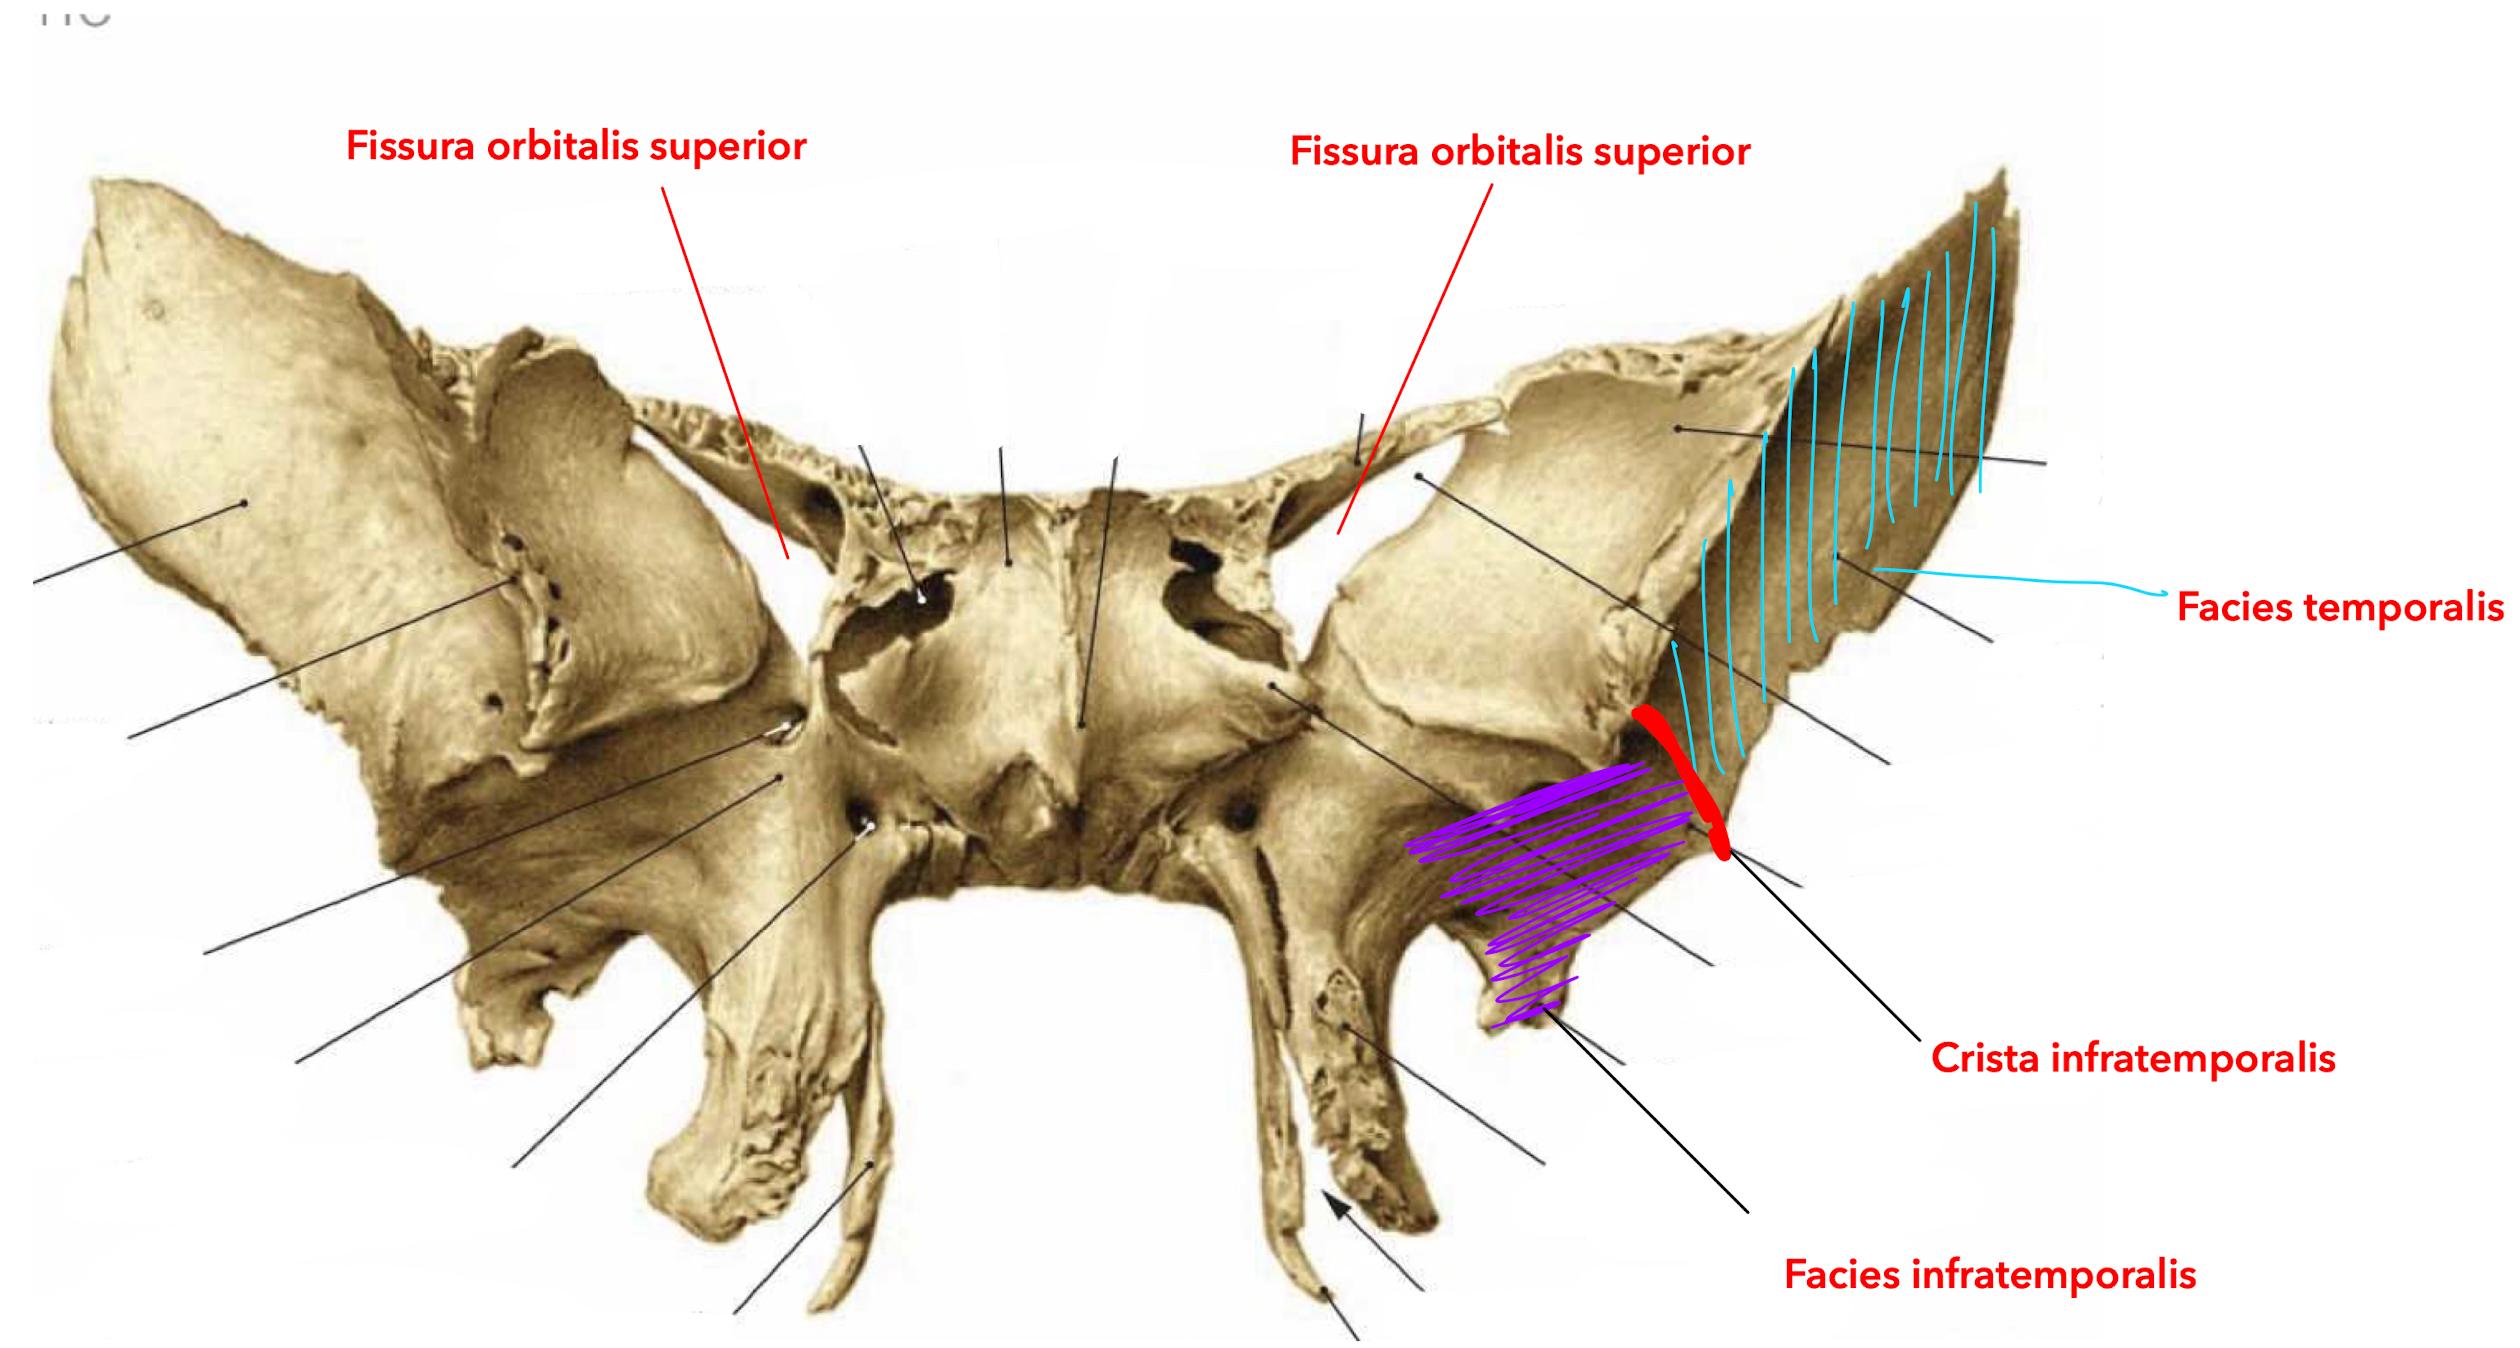 Fissura orbitalis superior
Fissura orbitalis superior
Facies temporalis
Crista infratemporalis
Facies infratemporalis